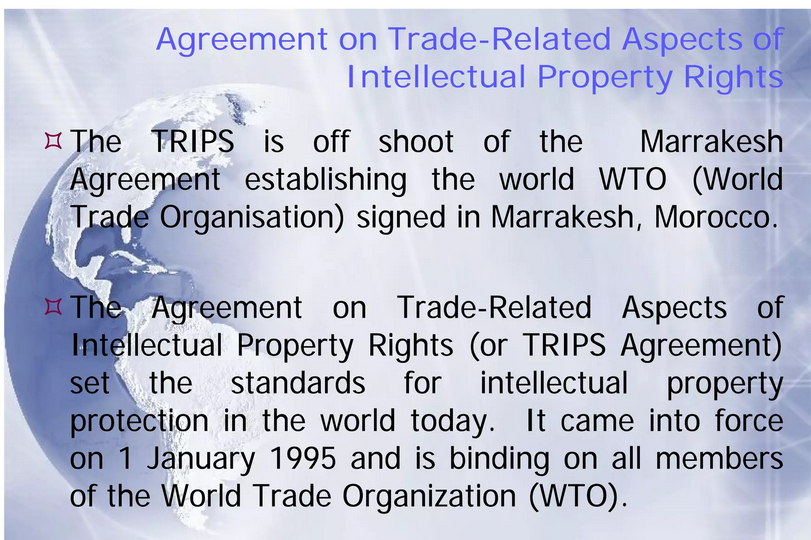 Agreement on Trade-Related Aspects of
Intellectual Property Rights
The TRIPS is off shoot of the Marrakesh
Agreement establishing the world WTO (World
Trade Organisation) signed in Marrakesh, Morocco.
The Agreement on Trade-Related Aspects of
Intellectual Property Rights (or TRIPS Agreement)
set the standards for intellectual property
protection in the world today. It came into force
on 1 January 1995 and is binding on all members
of the World Trade Organization (WTO).